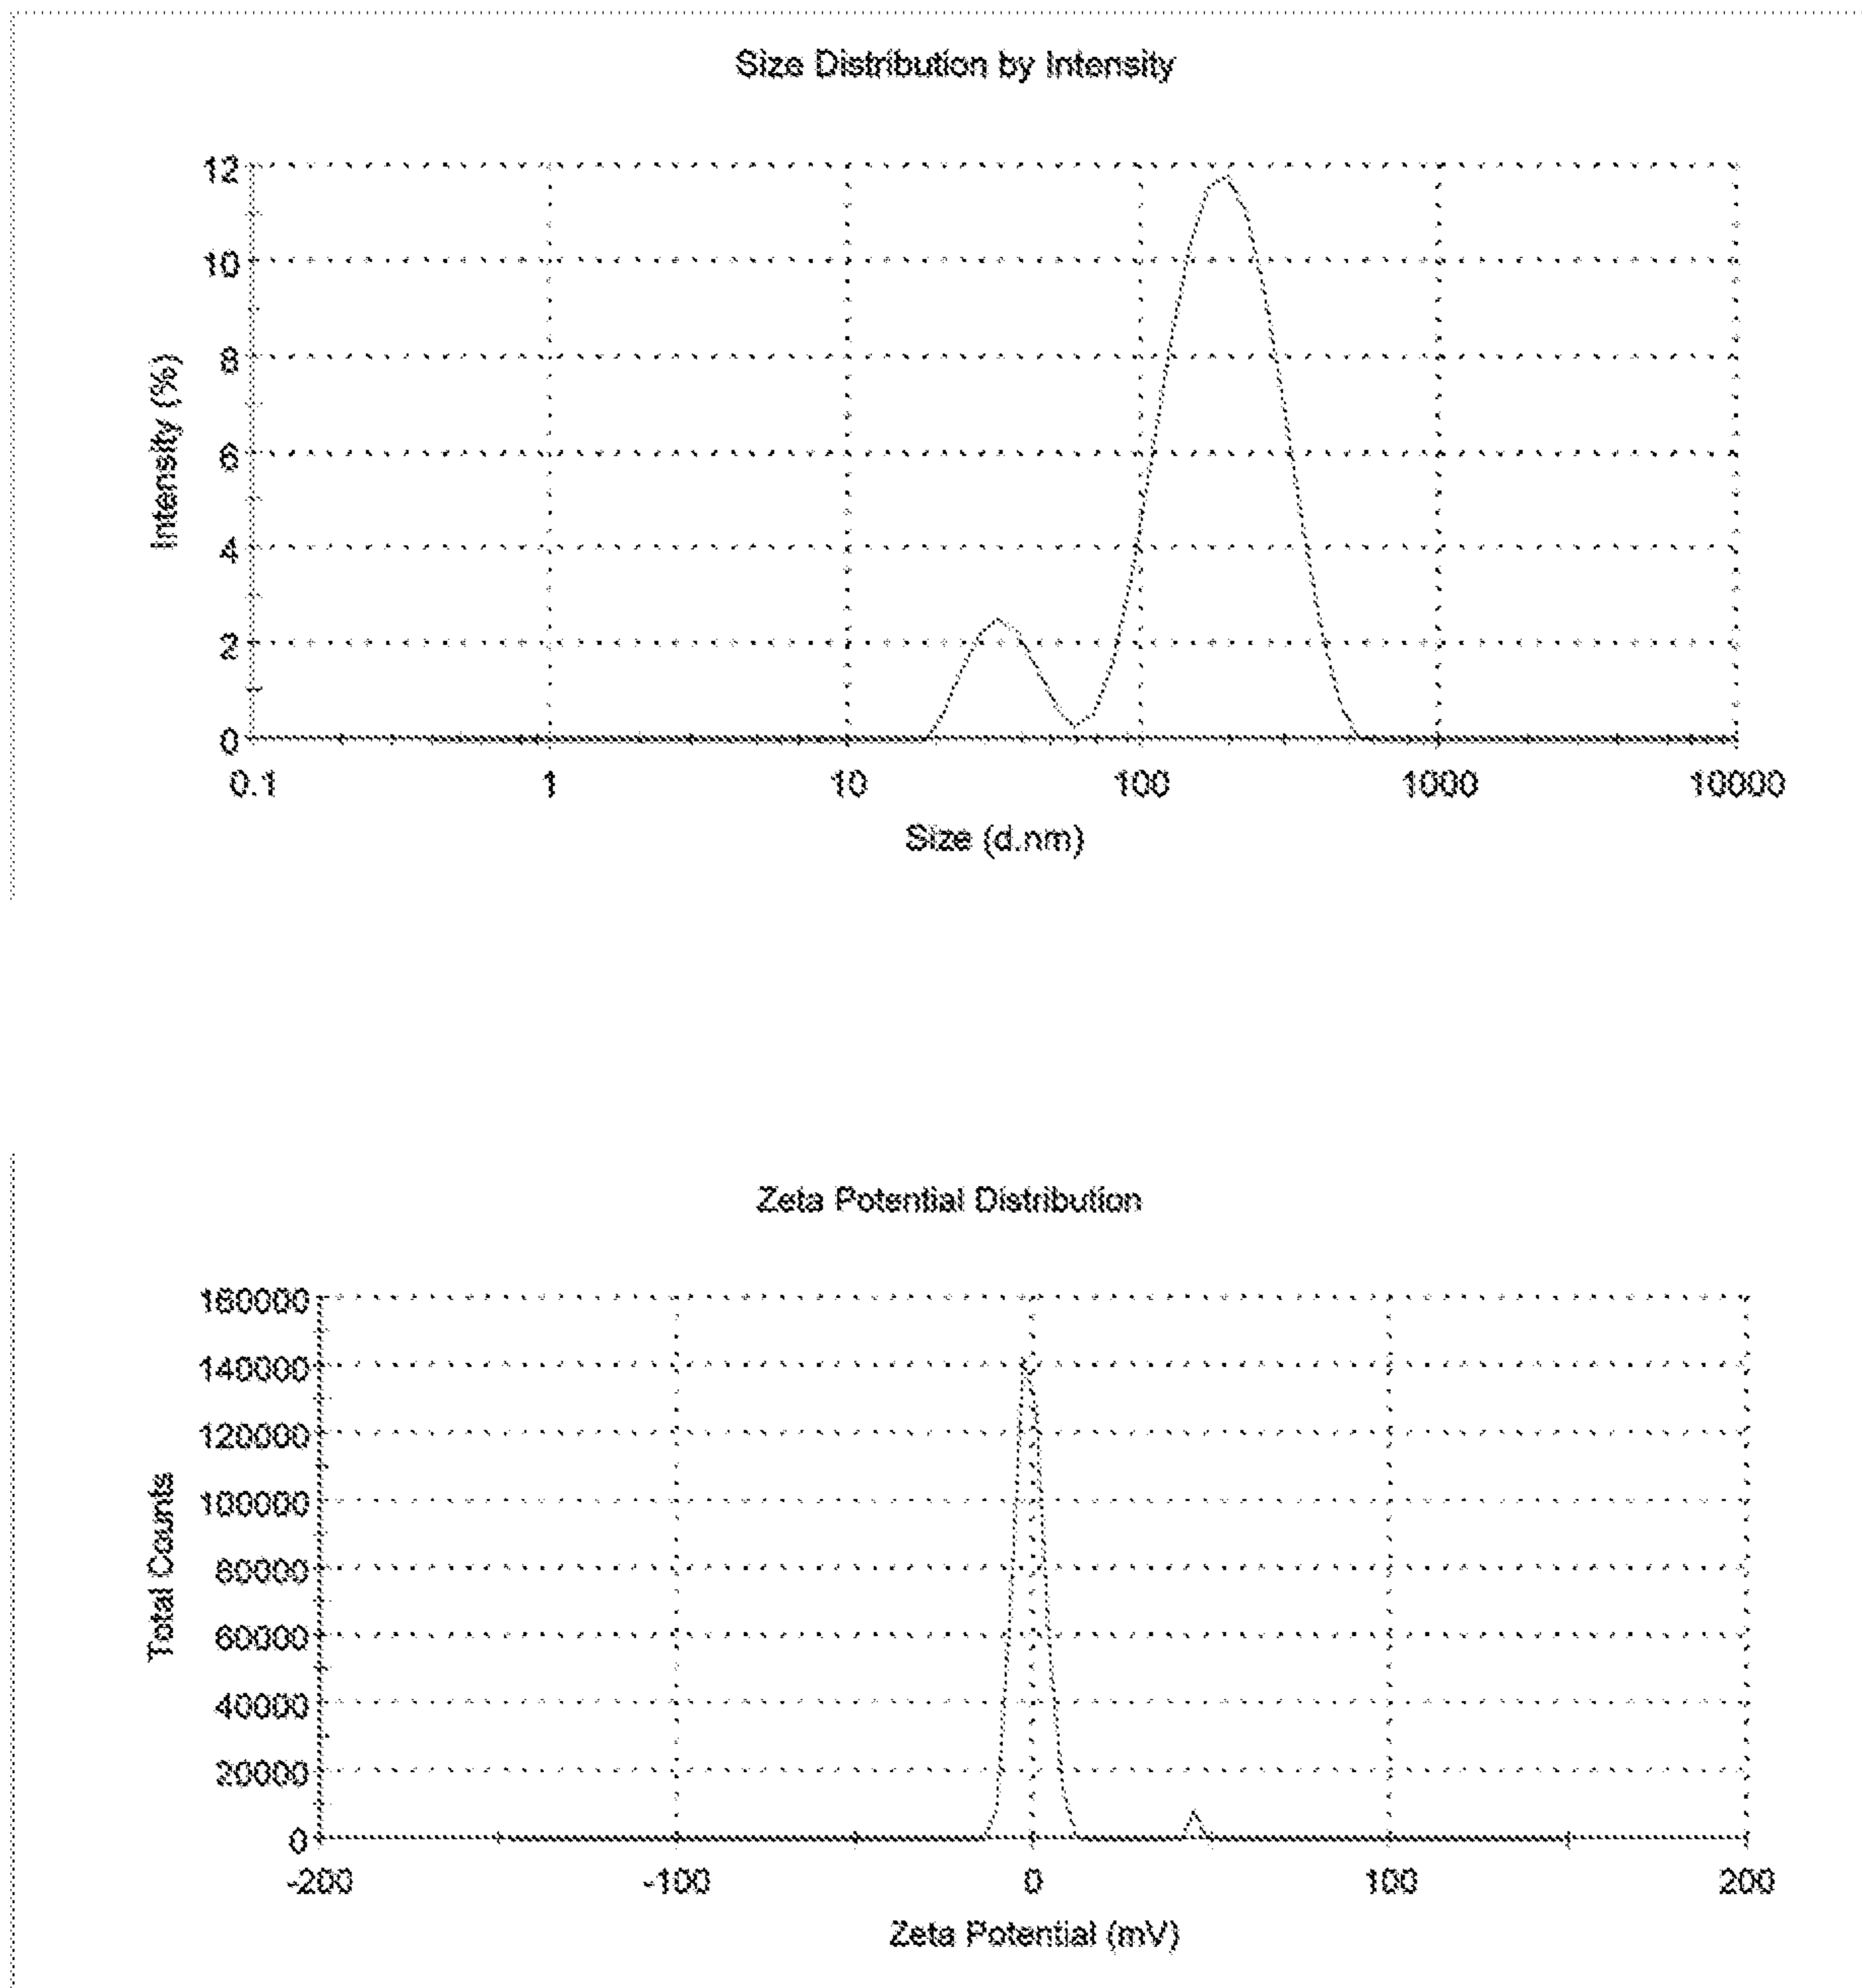 Size Distribution by Intensity
12
10
8
6
4
2
0
Intensity (%)
0.1 1 10 100 1000 10000
Size (d.nm)
Zeta Potential Distribution
160000
140000
120000
100000
80000
60000
40000
20000
0
Total Counts
-200 -100 0 100 200
Zeta Potential (mV)